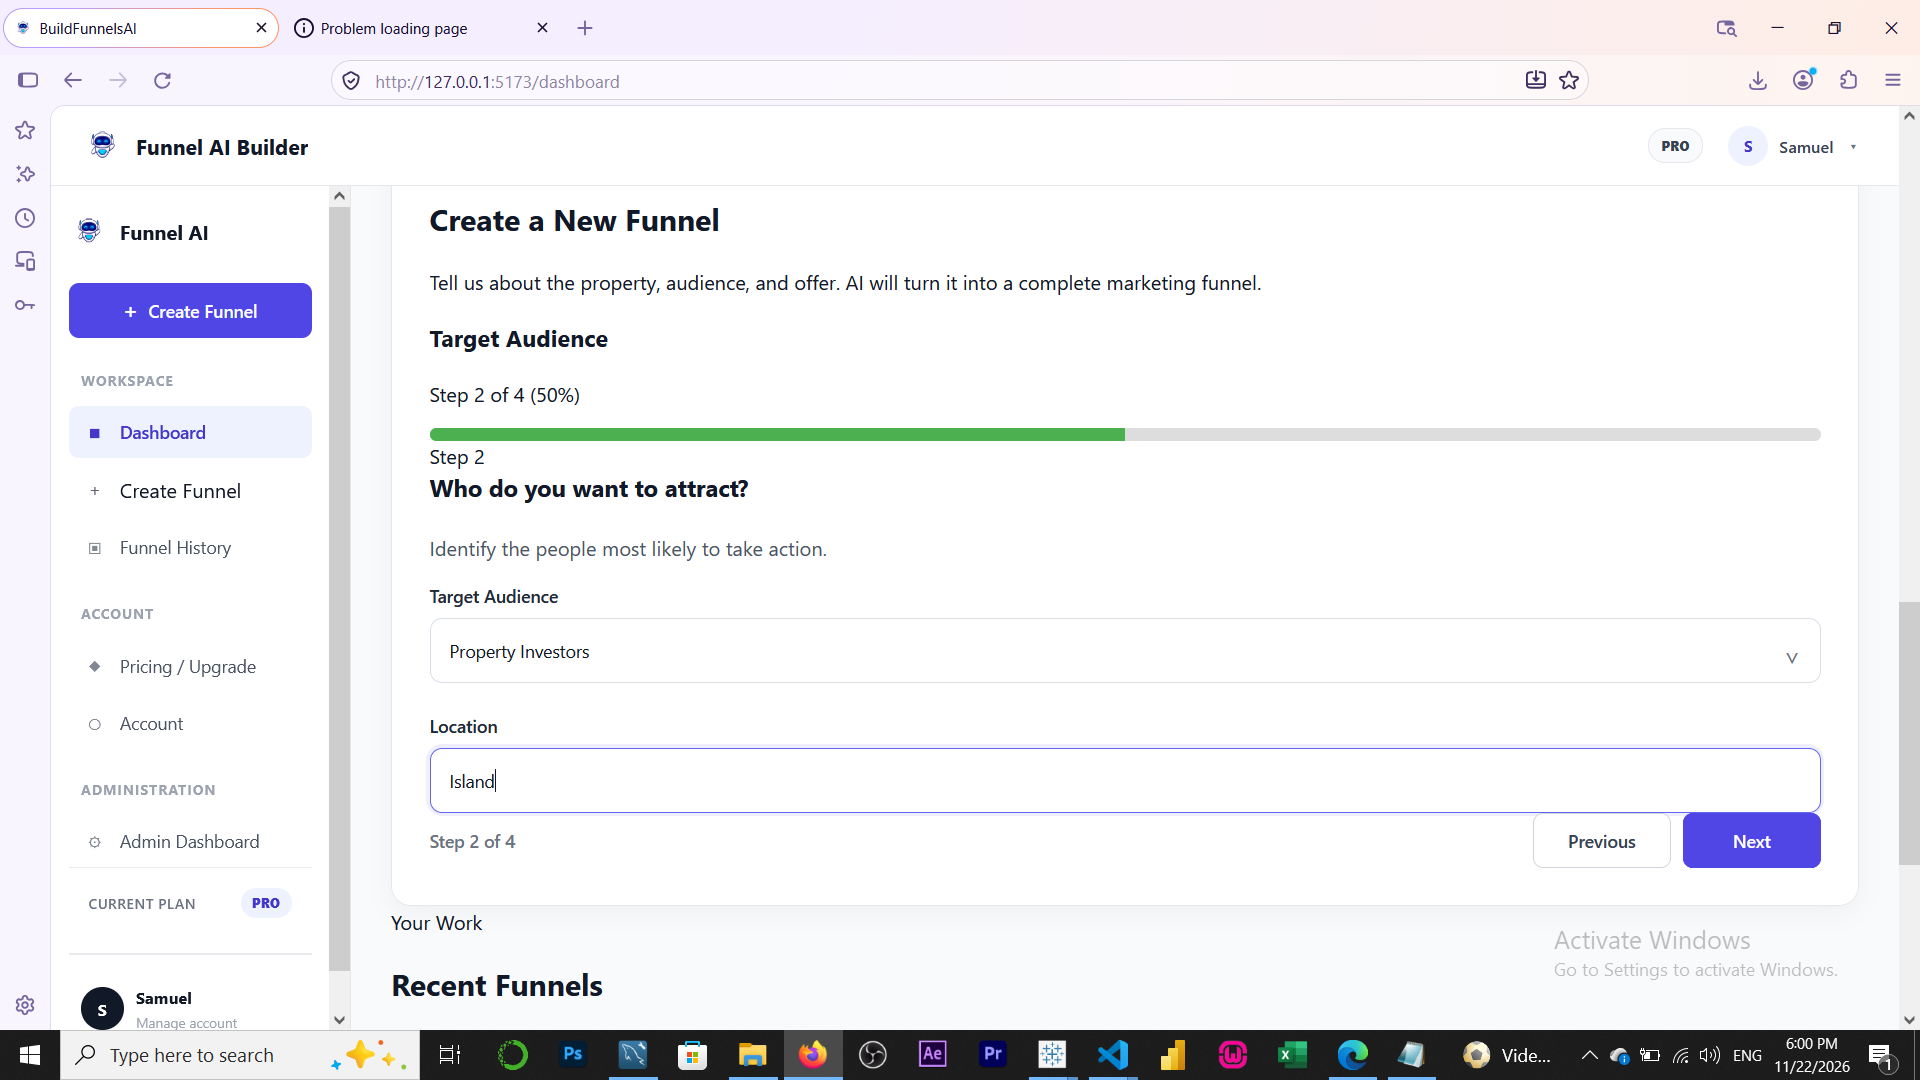 BuildFunnelsAI
Problem loading page
http://127.0.0.1:5173/dashboard
Funnel AI Builder
PRO
S
Samuel
Funnel AI
+ Create Funnel
WORKSPACE
Dashboard
+ Create Funnel
Funnel History
ACCOUNT
Pricing / Upgrade
Account
ADMINISTRATION
Admin Dashboard
CURRENT PLAN
PRO
S
Samuel
Manage account
Create a New Funnel
Tell us about the property, audience, and offer. AI will turn it into a complete marketing funnel.
Target Audience
Step 2 of 4 (50%)
Step 2
Who do you want to attract?
Identify the people most likely to take action.
Target Audience
Property Investors
Location
Island
Step 2 of 4
Previous
Next
Your Work
Recent Funnels
Activate Windows
Go to Settings to activate Windows.
Type here to search
Ps
Ae
Pr
Vide...
ENG
6:00 PM
11/22/2026
1